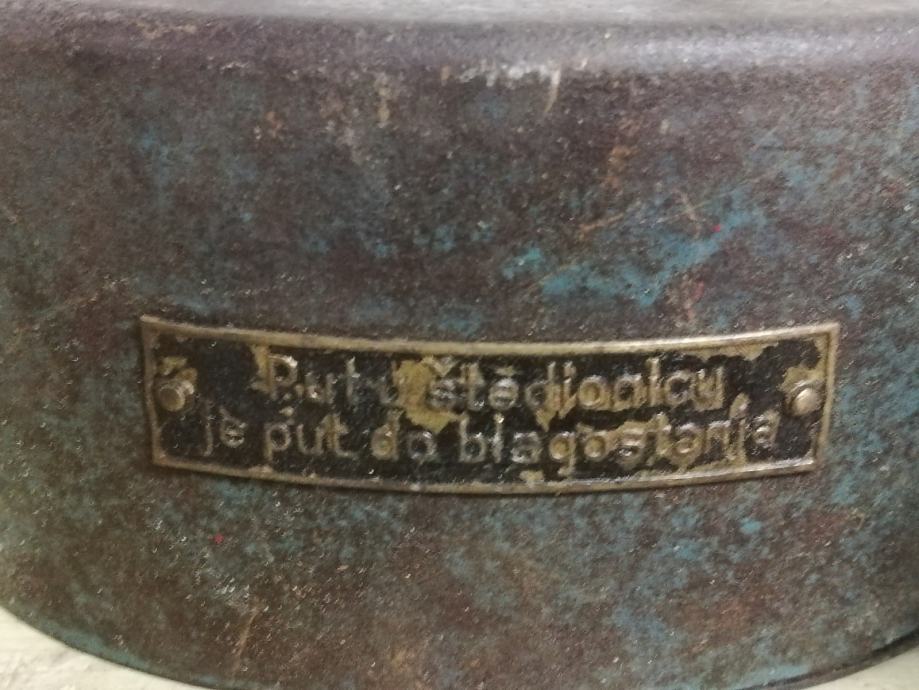 Put u štedionicu
je put do blagostanja